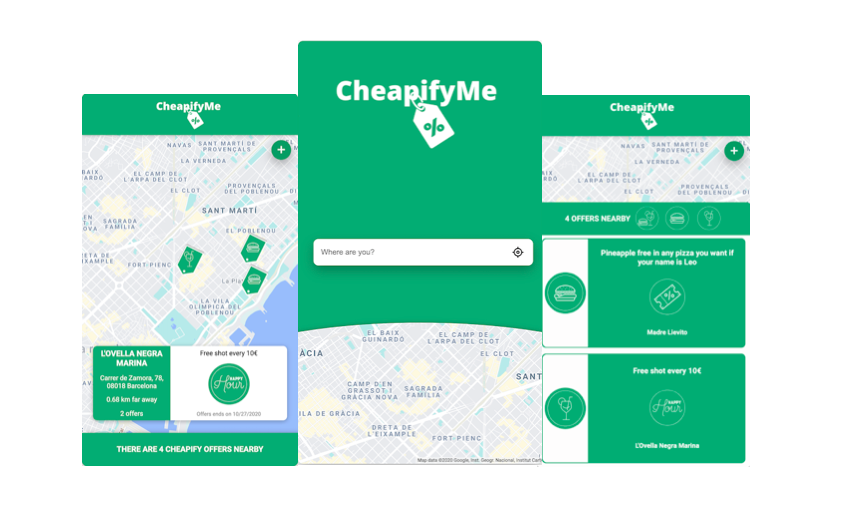 CheapifyMe
%
+
NAVAS
SANT MARTÍ DE
PROVENÇALS
LA VERNEDA
EL CAMP DE
L'ARPA DEL CLOT
EL CLOT
PROVENÇALS
DEL POBLENOU
SANT MARTÍ
SAGRADA
FAMÍLIA
EL POBLENOU
FORT PIENC
LA VILA
OLÍMPICA DEL
POBLENOU
L'OVELLA NEGRA
MARINA
Carrer de Zamora, 78,
08018 Barcelona
0.68 km far away
2 offers
Free shot every 10€
HAPPY
Hour
Offers ends on 10/27/2020
THERE ARE 4 CHEAPIFY OFFERS NEARBY
CheapifyMe
%
Where are you?
EL BAIX
GUINARDÓ
EL CAMP DE
L'ARPA DEL CLOT
ÀCIA
EL CLOT
SANT
CAMP D'EN
GRASSOT I
GRÀCIA NOVA
SAGRADA
FAMÍLIA
ILA DE GRÀCIA
DRETA DE
L'EIXAMPLE
FORT PIENC
Map data ©2020 Google, Inst. Geogr. Nacional, Institut Cart
CheapifyMe
%
+
NAVAS
SANT MARTÍ DE
PROVENÇALS
LA VERNEDA
BAIX
ARDÓ
EL CAMP DE
L'ARPA DEL CLOT
EL CLOT
PROVENÇALS
4 OFFERS NEARBY
Pineapple free in any pizza you want if
your name is Leo
Madre Lievito
Free shot every 10€
HAPPY
Hour
L'Ovella Negra Marina